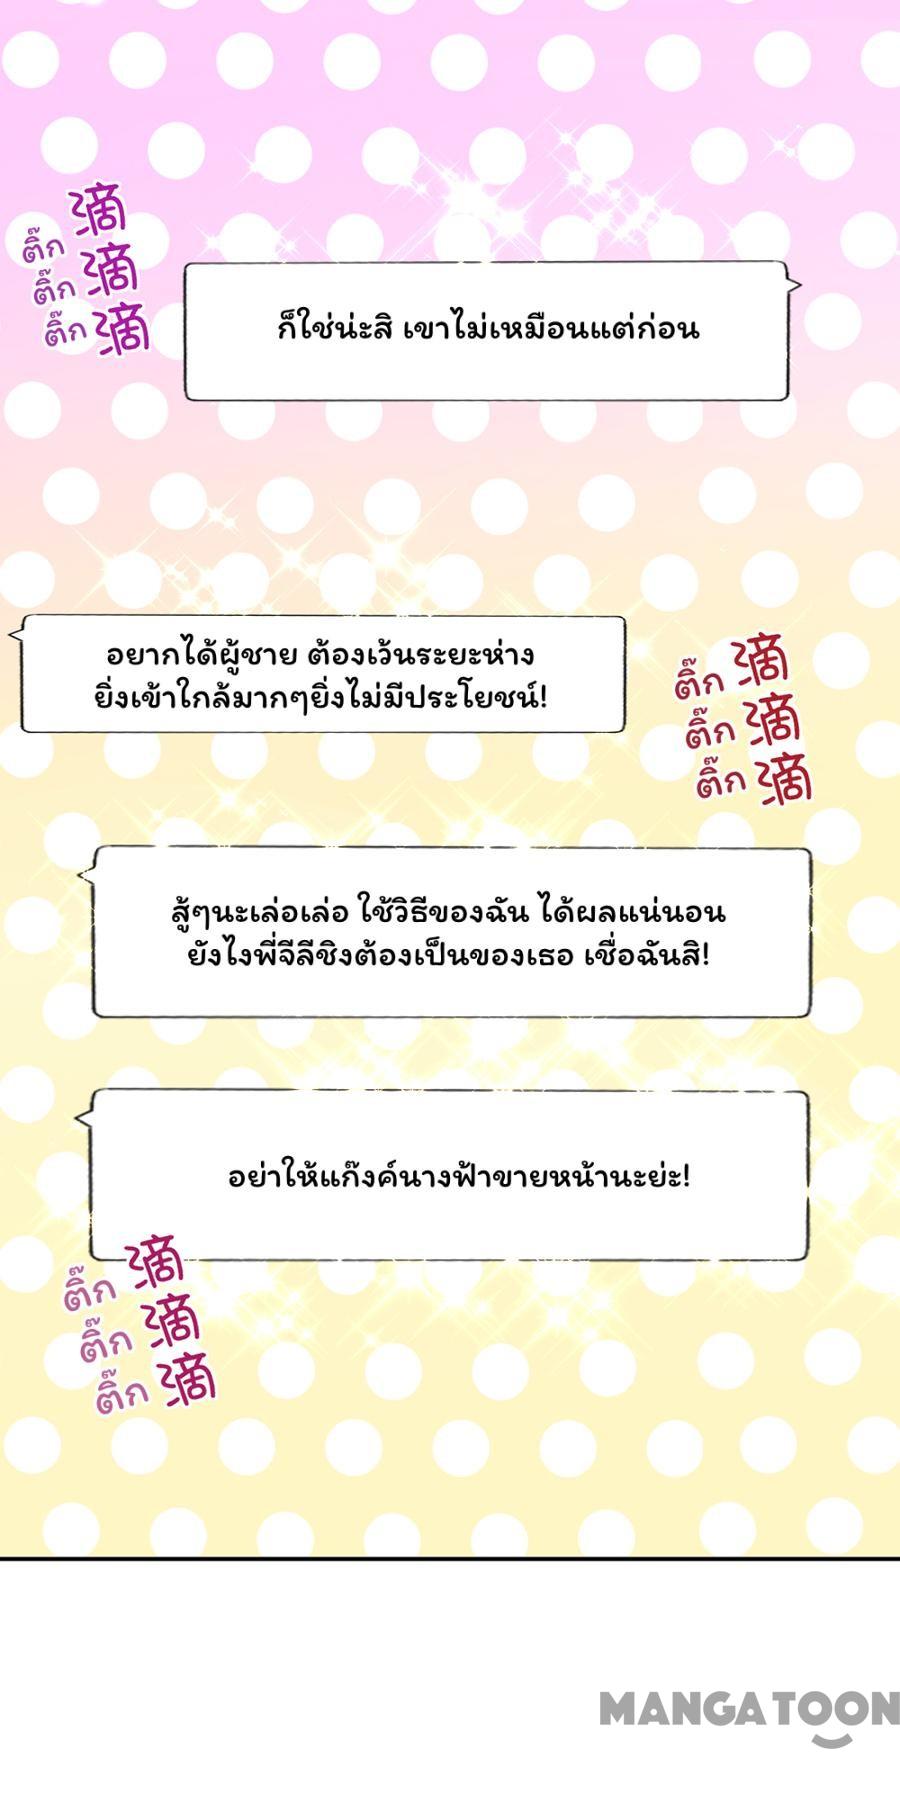 滴
ติ๊ก
滴
ติ๊ก
滴
ติ๊ก
ก็ใช่น่ะสิ เขาไม่เหมือนแต่ก่อน
อยากได้ผู้ชาย ต้องเว้นระยะห่าง
ยิ่งเข้าใกล้มากๆยิ่งไม่มีประโยชน์!
滴
ติ๊ก
滴
ติ๊ก
滴
ติ๊ก
สู้ๆนะเล่อเล่อ ใช้วิธีของฉัน ได้ผลแน่นอน
ยังไงพี่จีลีชิงต้องเป็นของเธอ เชื่อฉันสิ!
อย่าให้แก๊งค์นางฟ้าขายหน้านะย่ะ!
滴
ติ๊ก
滴
ติ๊ก
滴
ติ๊ก
MANGATOON